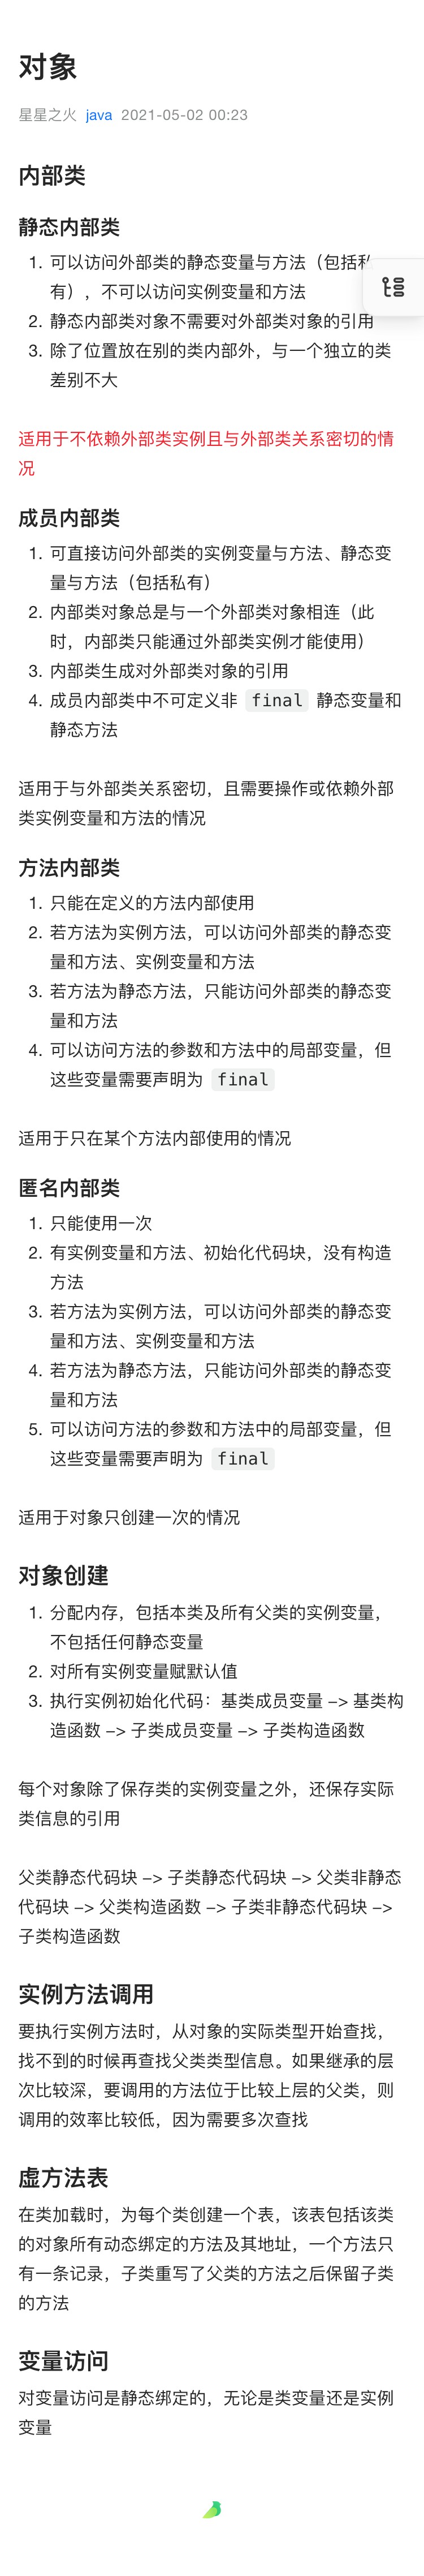 对象
星星之火 java 2021-05-02 00:23
内部类
静态内部类
1. 可以访问外部类的静态变量与方法（包括私
有），不可以访问实例变量和方法
2. 静态内部类对象不需要对外部类对象的引用
3. 除了位置放在别的类内部外，与一个独立的类
差别不大
适用于不依赖外部类实例且与外部类关系密切的情
况
成员内部类
1. 可直接访问外部类的实例变量与方法、静态变
量与方法（包括私有）
2. 内部类对象总是与一个外部类对象相连（此
时，内部类只能通过外部类实例才能使用）
3. 内部类生成对外部类对象的引用
4. 成员内部类中不可定义非 final 静态变量和
静态方法
适用于与外部类关系密切，且需要操作或依赖外部
类实例变量和方法的情况
方法内部类
1. 只能在定义的方法内部使用
2. 若方法为实例方法，可以访问外部类的静态变
量和方法、实例变量和方法
3. 若方法为静态方法，只能访问外部类的静态变
量和方法
4. 可以访问方法的参数和方法中的局部变量，但
这些变量需要声明为 final
适用于只在某个方法内部使用的情况
匿名内部类
1. 只能使用一次
2. 有实例变量和方法、初始化代码块，没有构造
方法
3. 若方法为实例方法，可以访问外部类的静态变
量和方法、实例变量和方法
4. 若方法为静态方法，只能访问外部类的静态变
量和方法
5. 可以访问方法的参数和方法中的局部变量，但
这些变量需要声明为 final
适用于对象只创建一次的情况
对象创建
1. 分配内存，包括本类及所有父类的实例变量，
不包括任何静态变量
2. 对所有实例变量赋默认值
3. 执行实例初始化代码：基类成员变量 –> 基类构
造函数 –> 子类成员变量 –> 子类构造函数
每个对象除了保存类的实例变量之外，还保存实际
类信息的引用
父类静态代码块 –> 子类静态代码块 –> 父类非静态
代码块 –> 父类构造函数 –> 子类非静态代码块 –>
子类构造函数
实例方法调用
要执行实例方法时，从对象的实际类型开始查找，
找不到的时候再查找父类类型信息。如果继承的层
次比较深，要调用的方法位于比较上层的父类，则
调用的效率比较低，因为需要多次查找
虚方法表
在类加载时，为每个类创建一个表，该表包括该类
的对象所有动态绑定的方法及其地址，一个方法只
有一条记录，子类重写了父类的方法之后保留子类
的方法
变量访问
对变量访问是静态绑定的，无论是类变量还是实例
变量